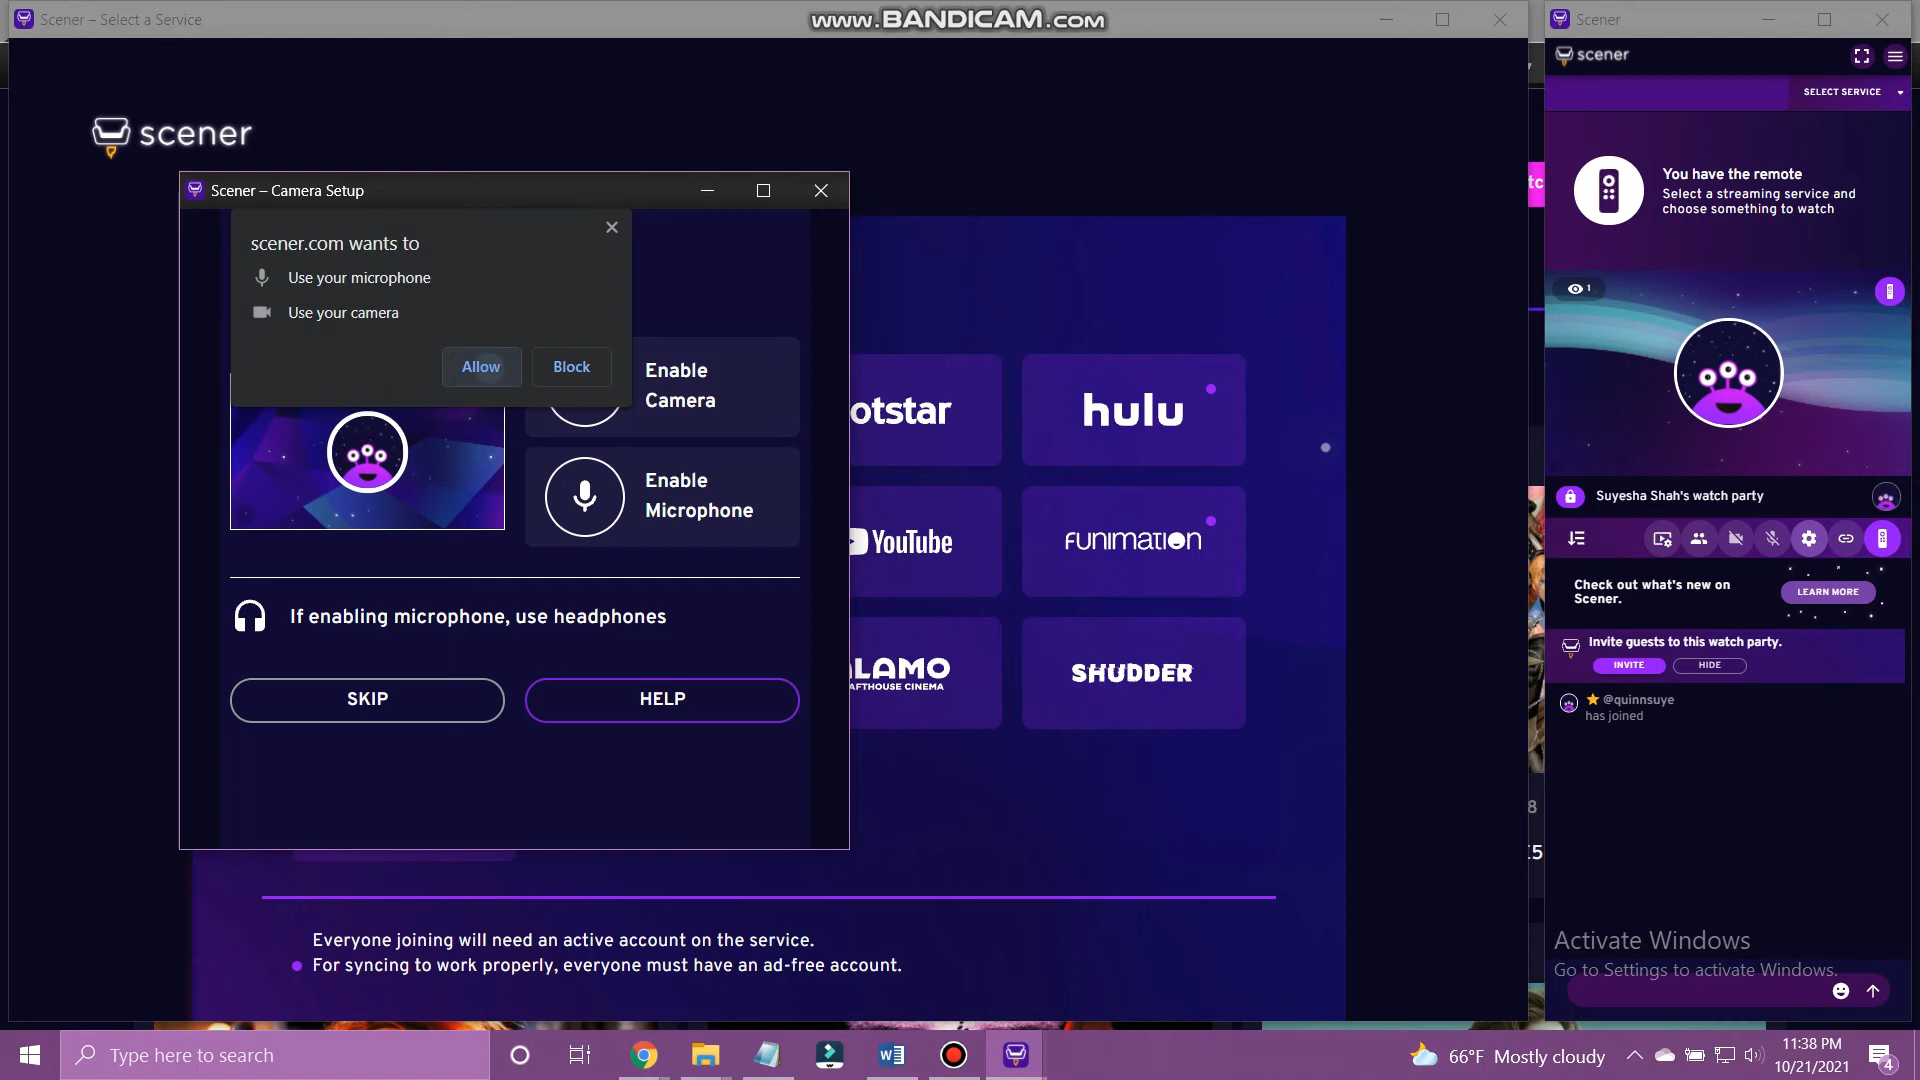 Scener – Select a Service
www.BANDICAM.com
Scener
scener
SELECT SERVICE
scener
You have the remote
Select a streaming service and
choose something to watch
Scener – Camera Setup
scener.com wants to
Use your microphone
Use your camera
Allow
Block
Enable
Camera
Enable
Microphone
If enabling microphone, use headphones
SKIP
HELP
otstar
hulu
YouTube
FUNIMATION
LAMO
AFTHOUSE CINEMA
SHUDDER
1
Suyesha Shah's watch party
Check out what's new on
Scener.
LEARN MORE
Invite guests to this watch party.
INVITE
HIDE
@quinnsuye
has joined
Everyone joining will need an active account on the service.
For syncing to work properly, everyone must have an ad-free account.
Activate Windows
Go to Settings to activate Windows.
Type here to search
66°F Mostly cloudy
11:38 PM
10/21/2021
4